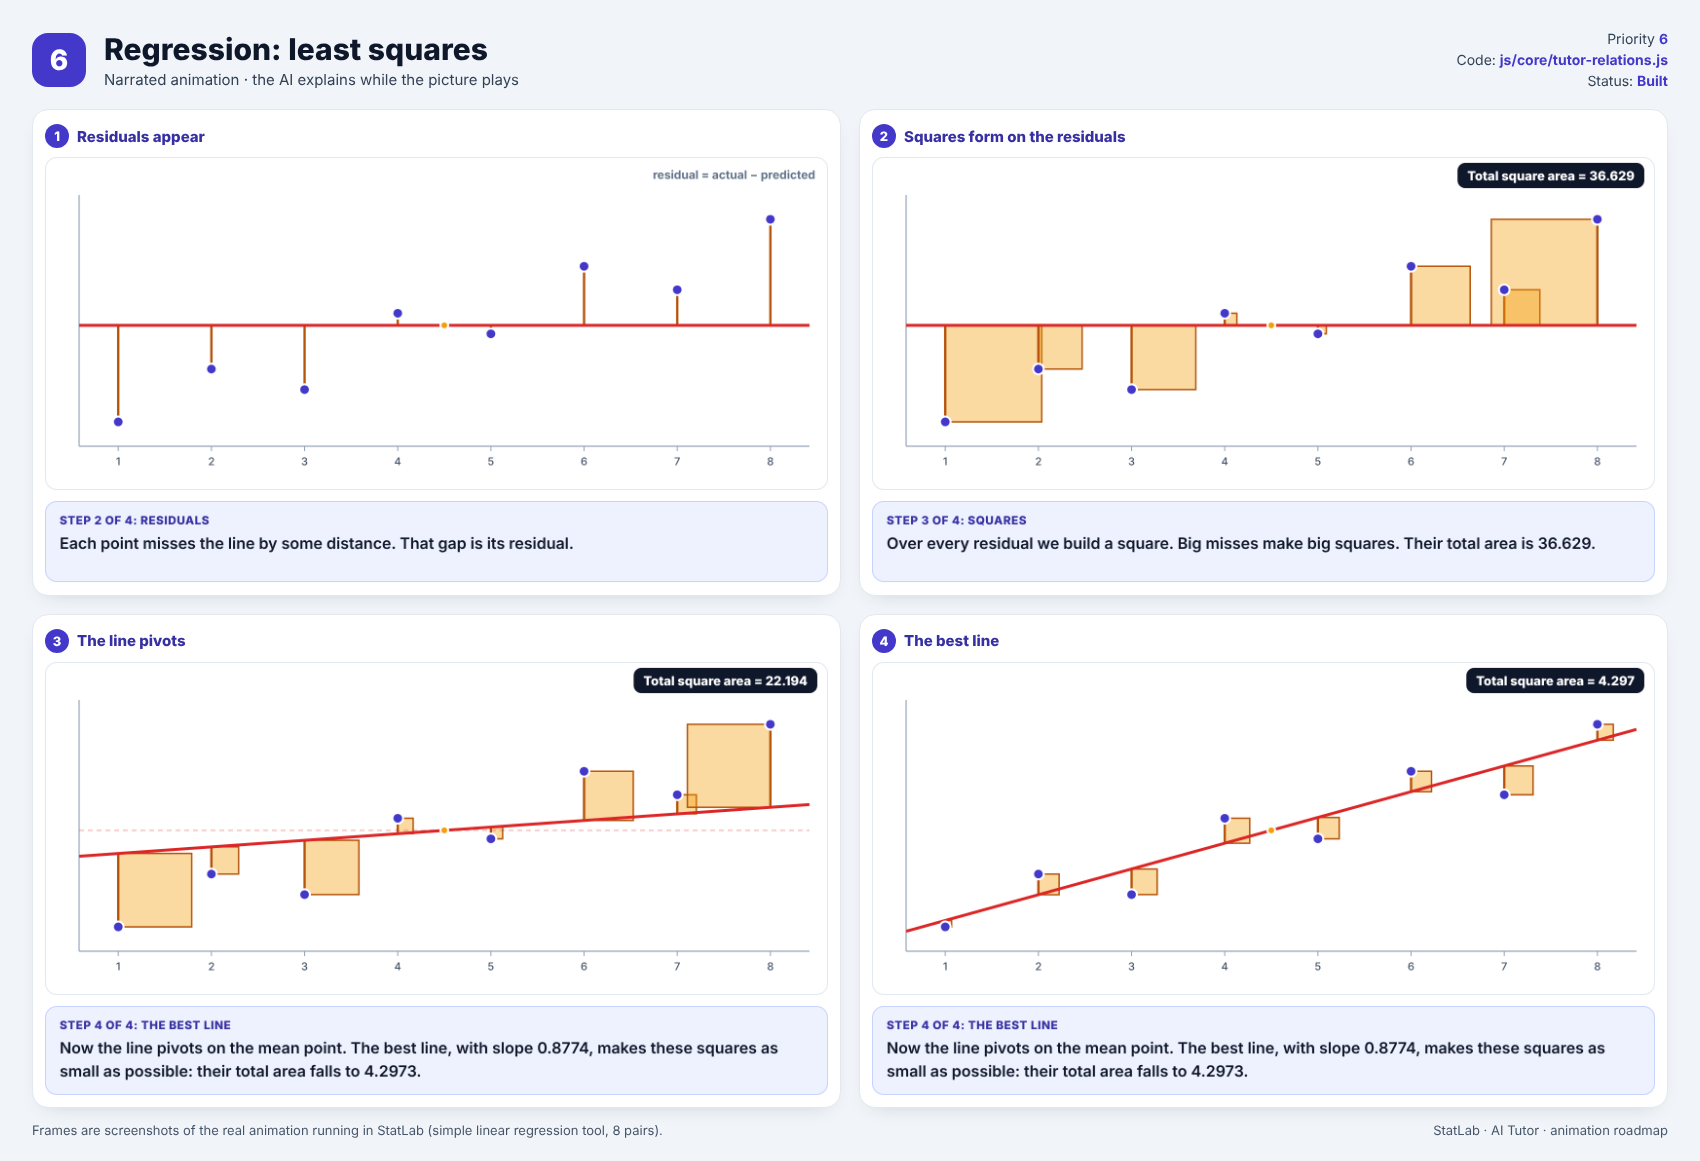 6
Regression: least squares
Narrated animation · the AI explains while the picture plays
Priority 6
Code: js/core/tutor-relations.js
Status: Built
1 Residuals appear
residual = actual − predicted
1 2 3 4 5 6 7 8
STEP 2 OF 4: RESIDUALS
Each point misses the line by some distance. That gap is its residual.
2 Squares form on the residuals
Total square area = 36.629
1 2 3 4 5 6 7 8
STEP 3 OF 4: SQUARES
Over every residual we build a square. Big misses make big squares. Their total area is 36.629.
3 The line pivots
Total square area = 22.194
1 2 3 4 5 6 7 8
STEP 4 OF 4: THE BEST LINE
Now the line pivots on the mean point. The best line, with slope 0.8774, makes these squares as
small as possible: their total area falls to 4.2973.
4 The best line
Total square area = 4.297
1 2 3 4 5 6 7 8
STEP 4 OF 4: THE BEST LINE
Now the line pivots on the mean point. The best line, with slope 0.8774, makes these squares as
small as possible: their total area falls to 4.2973.
Frames are screenshots of the real animation running in StatLab (simple linear regression tool, 8 pairs).
StatLab · AI Tutor · animation roadmap